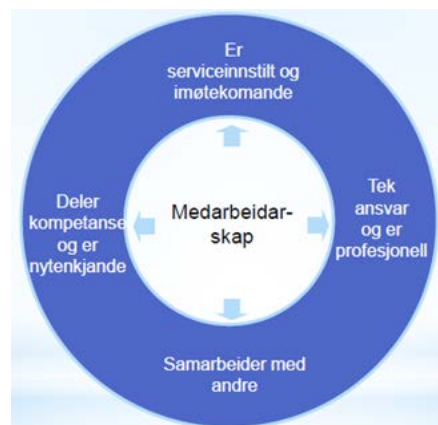 Er
serviceinnstilt og
imøtekomande
Deler
kompetanse
og er
nytenkjande
Medarbeidar-
skap
Tek
ansvar
og er
profesjonell
Samarbeider med
andre